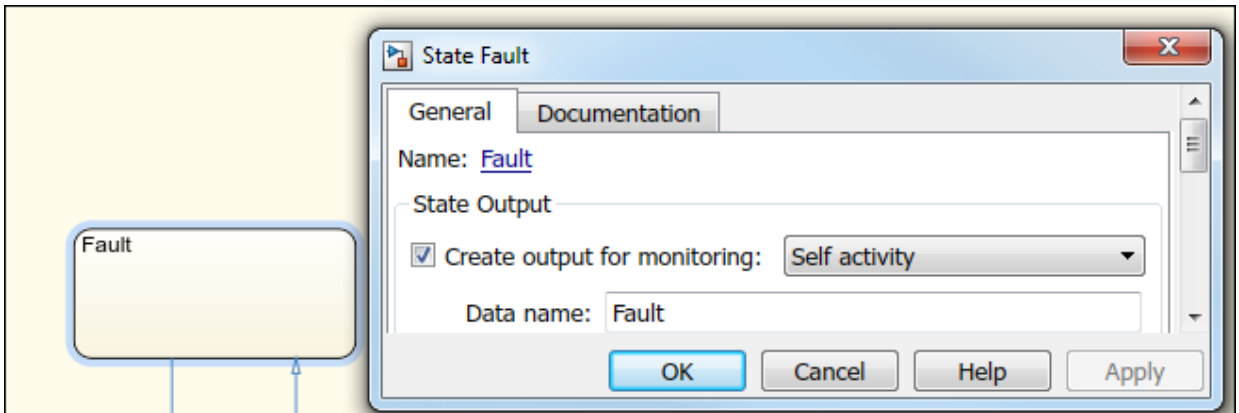 State Fault
General Documentation
Name: Fault
State Output
Fault
Create output for monitoring: Self activity
Data name: Fault
OK Cancel Help Apply